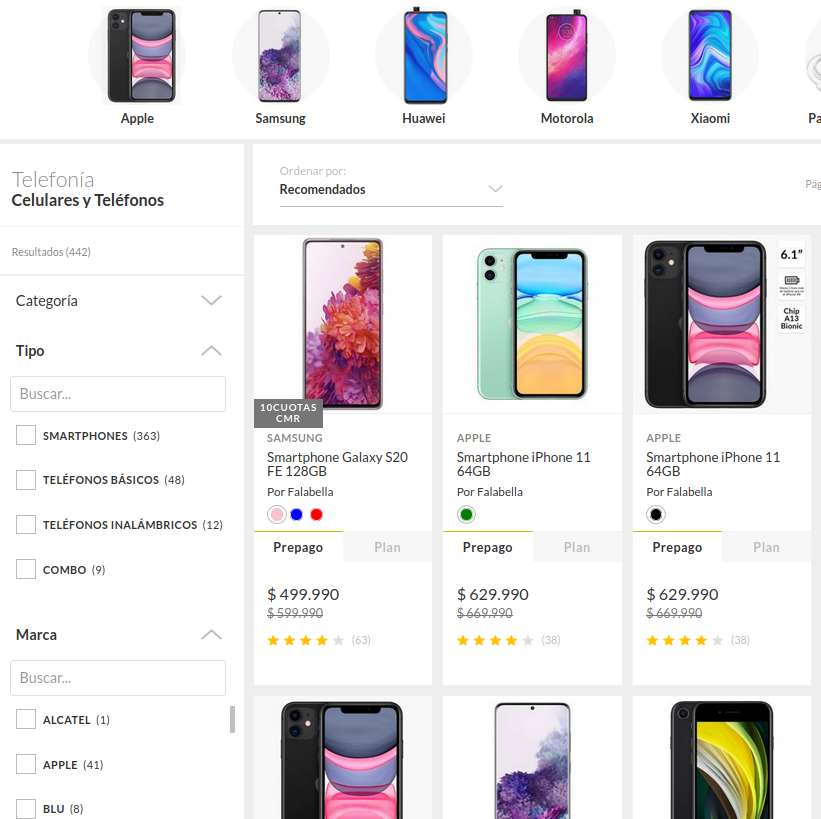 Apple
Samsung
Huawei
Motorola
Xiaomi
Telefonía
Celulares y Teléfonos
Ordenar por:
Recomendados
Resultados (442)
Categoría
Tipo
Buscar...
SMARTPHONES (363)
TELÉFONOS BÁSICOS (48)
TELÉFONOS INALÁMBRICOS (12)
COMBO (9)
Marca
Buscar...
ALCATEL (1)
APPLE (41)
BLU (8)
10CUOTAS
CMR
SAMSUNG
Smartphone Galaxy S20
FE 128GB
Por Falabella
Prepago Plan
$ 499.990
$ 599.990
(63)
APPLE
Smartphone iPhone 11
64GB
Por Falabella
Prepago Plan
$ 629.990
$ 669.990
(38)
6.1”
Chip
A13
Bionic
APPLE
Smartphone iPhone 11
64GB
Por Falabella
Prepago Plan
$ 629.990
$ 669.990
(38)